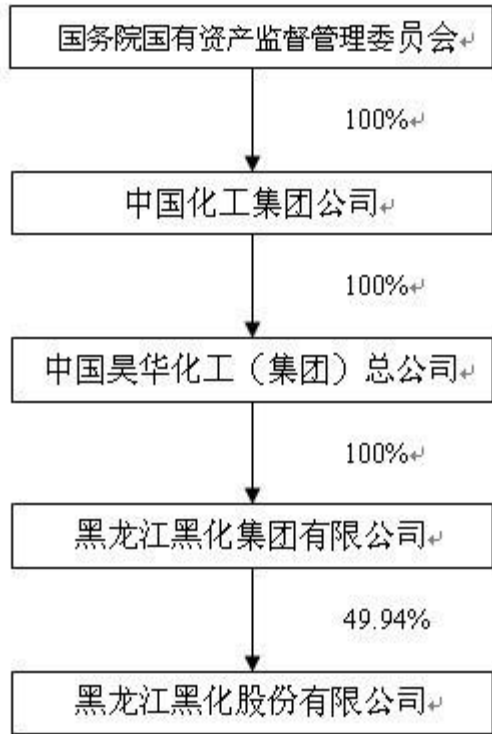 国务院国有资产监督管理委员会
100%
中国化工集团公司
100%
中国昊华化工（集团）总公司
100%
黑龙江黑化集团有限公司
49.94%
黑龙江黑化股份有限公司